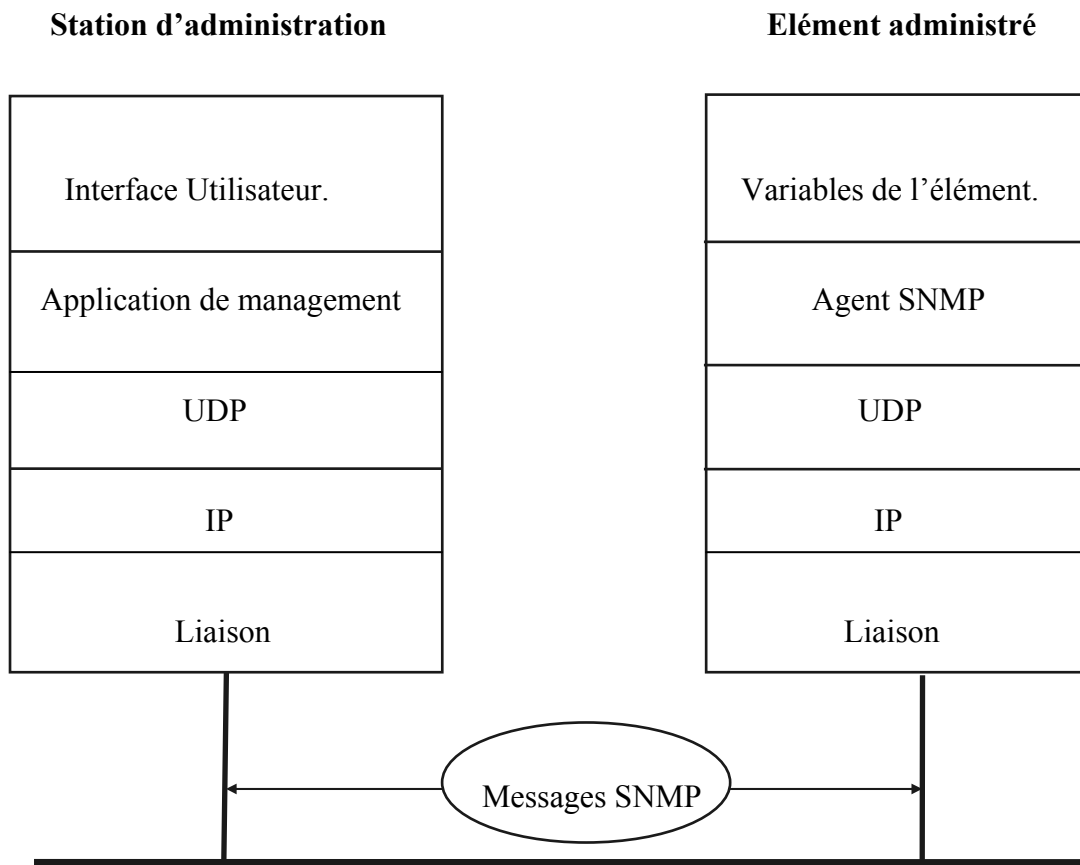 Station d’administration
Elément administré
Interface Utilisateur.
Variables de l’élément.
Application de management
Agent SNMP
UDP
UDP
IP
IP
Liaison
Liaison
Messages SNMP